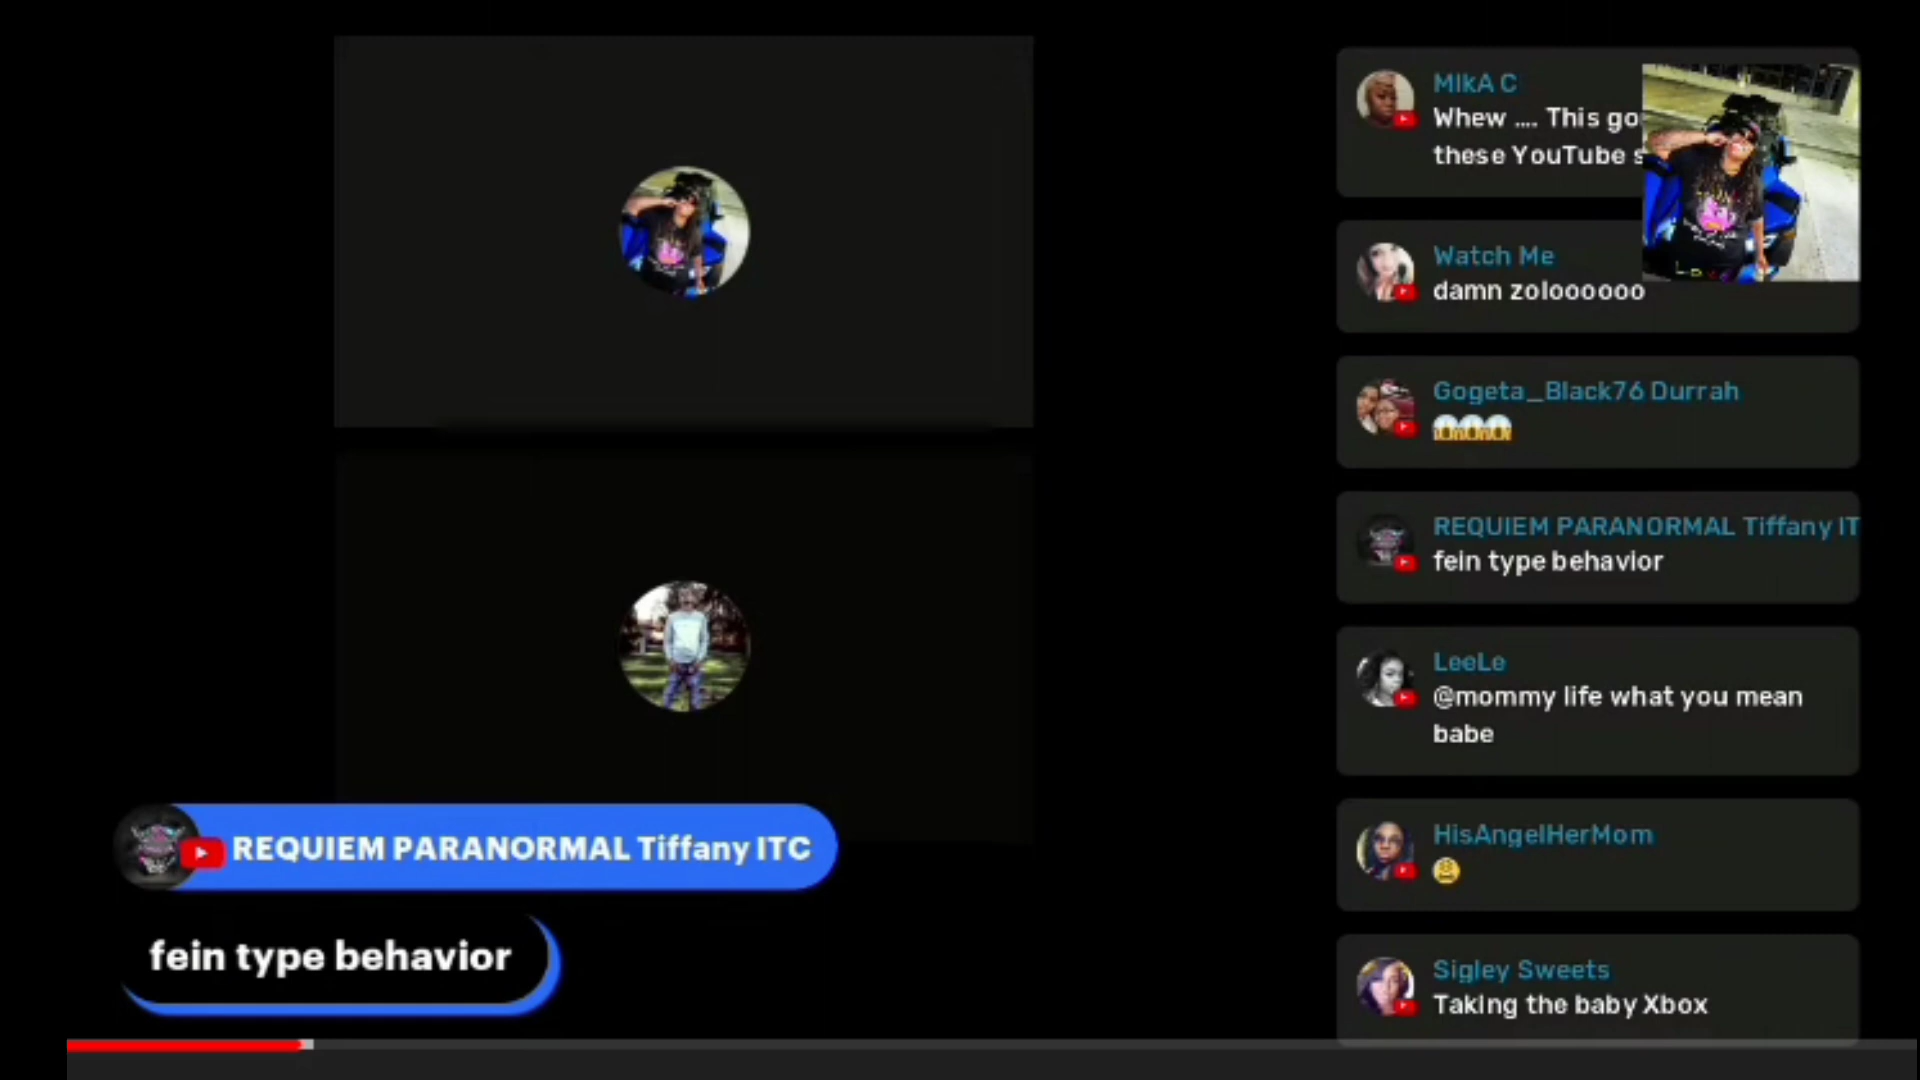 MIkA C
Whew .... This go
these YouTube s
Watch Me
damn zoloooooo
Gogeta_Black76 Durrah
REQUIEM PARANORMAL Tiffany IT
fein type behavior
LeeLe
@mommy life what you mean
babe
HisAngelHerMom
Sigley Sweets
Taking the baby Xbox
REQUIEM PARANORMAL Tiffany ITC
fein type behavior